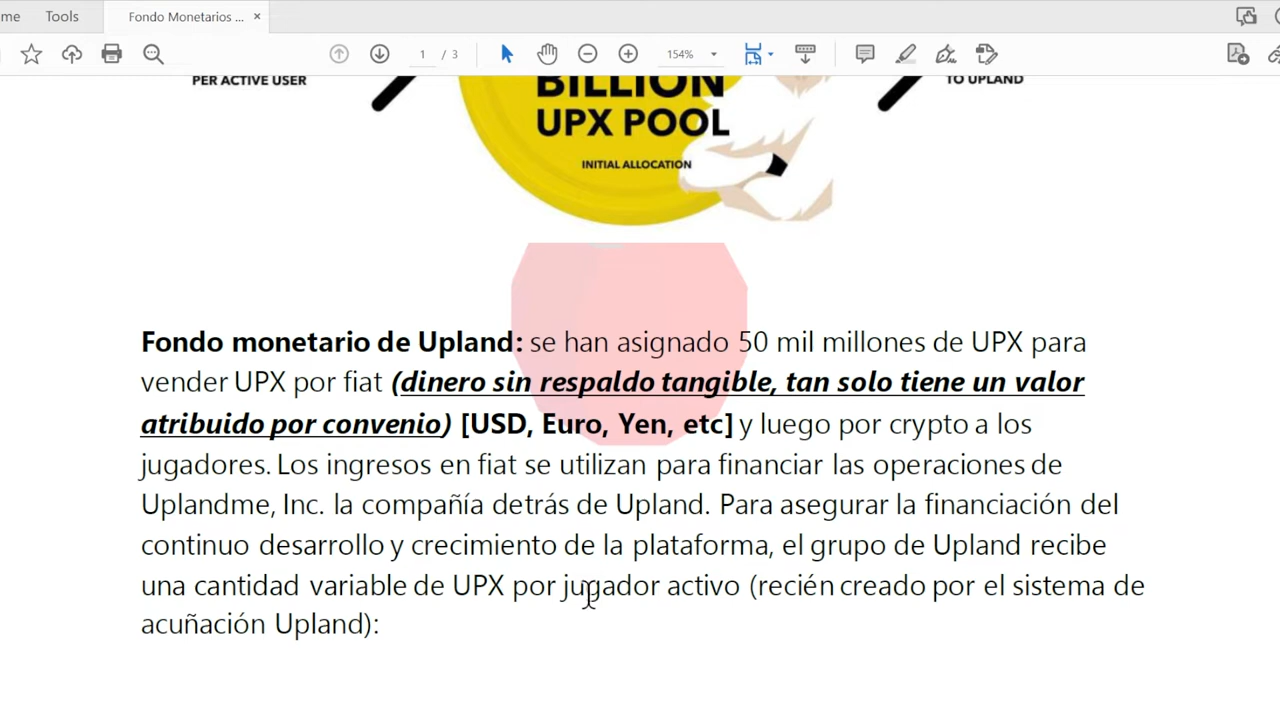 me Tools Fondo Monetarios ... ×
1 / 3 154%
PER ACTIVE USER
TO UPLAND
BILLION
UPX POOL
INITIAL ALLOCATION
Fondo monetario de Upland: se han asignado 50 mil millones de UPX para
vender UPX por fiat (dinero sin respaldo tangible, tan solo tiene un valor
atribuido por convenio) [USD, Euro, Yen, etc] y luego por crypto a los
jugadores. Los ingresos en fiat se utilizan para financiar las operaciones de
Uplandme, Inc. la compañía detrás de Upland. Para asegurar la financiación del
continuo desarrollo y crecimiento de la plataforma, el grupo de Upland recibe
una cantidad variable de UPX por jugador activo (recién creado por el sistema de
acuñación Upland):